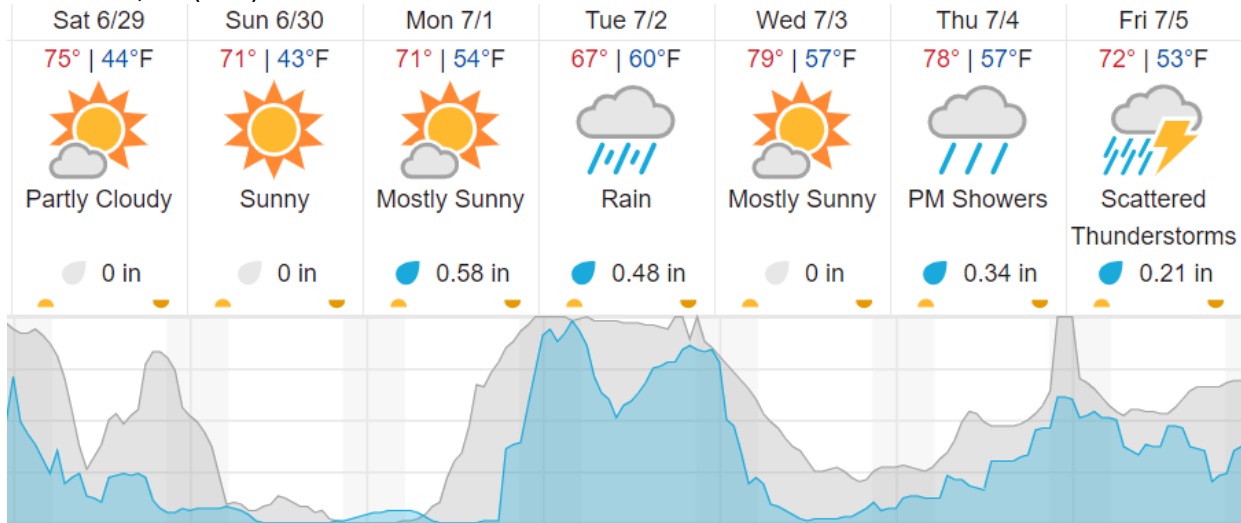 Sat 6/29 Sun 6/30 Mon 7/1 Tue 7/2 Wed 7/3 Thu 7/4 Fri 7/5
75° | 44°F 71° | 43°F 71° | 54°F 67° | 60°F 79° | 57°F 78° | 57°F 72° | 53°F
Partly Cloudy Sunny Mostly Sunny Rain Mostly Sunny PM Showers Scattered
Thunderstorms
0 in 0 in 0.58 in 0.48 in 0 in 0.34 in 0.21 in